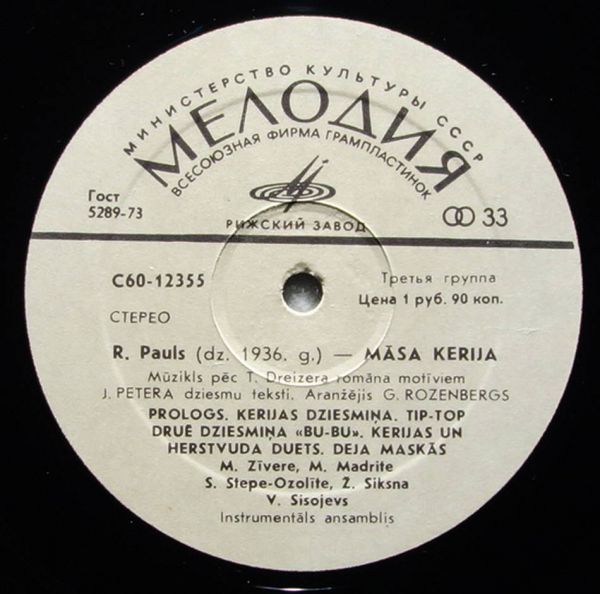 МИНИСТЕРСТВО КУЛЬТУРЫ СССР
МЕЛОДИЯ
ВСЕСОЮЗНАЯ ФИРМА ГРАМПЛАСТИНОК
Гост
5289-73
РИЖСКИЙ ЗАВОД
33
С60-12355
Третья группа
Цена 1 руб. 90 коп.
СТЕРЕО
R. Pauls (dz. 1936. g.) — MĀSA KERIJA
Mūzikls pēc T. Dreizera romāna motīviem
J. PETERA dziesmu teksti. Aranžējis G. ROZENBERGS
PROLOGS. KERIJAS DZIESMIŅA. TIP-TOP
DRUĒ DZIESMIŅA «BU-BU». KERIJAS UN
HERSTVUDA DUETS. DEJA MASKĀS
M. Zīvere, M. Madrite
S. Stepe-Ozolīte, Ž. Siksna
V. Sisojevs
Instrumentāls ansamblis